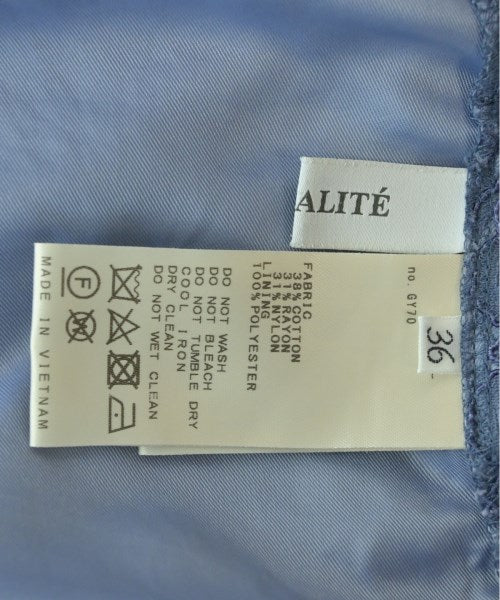 ALITÉ
36
no. GY70
FABRIC
38%COTTON
31%RAYON
31%NYLON
LINING
100%POLYESTER
DO NOT WASH
DO NOT BLEACH
DO NOT TUMBLE DRY
COOL IRON
DRY CLEAN
DO NOT WET CLEAN
F
W
MADE IN VIETNAM